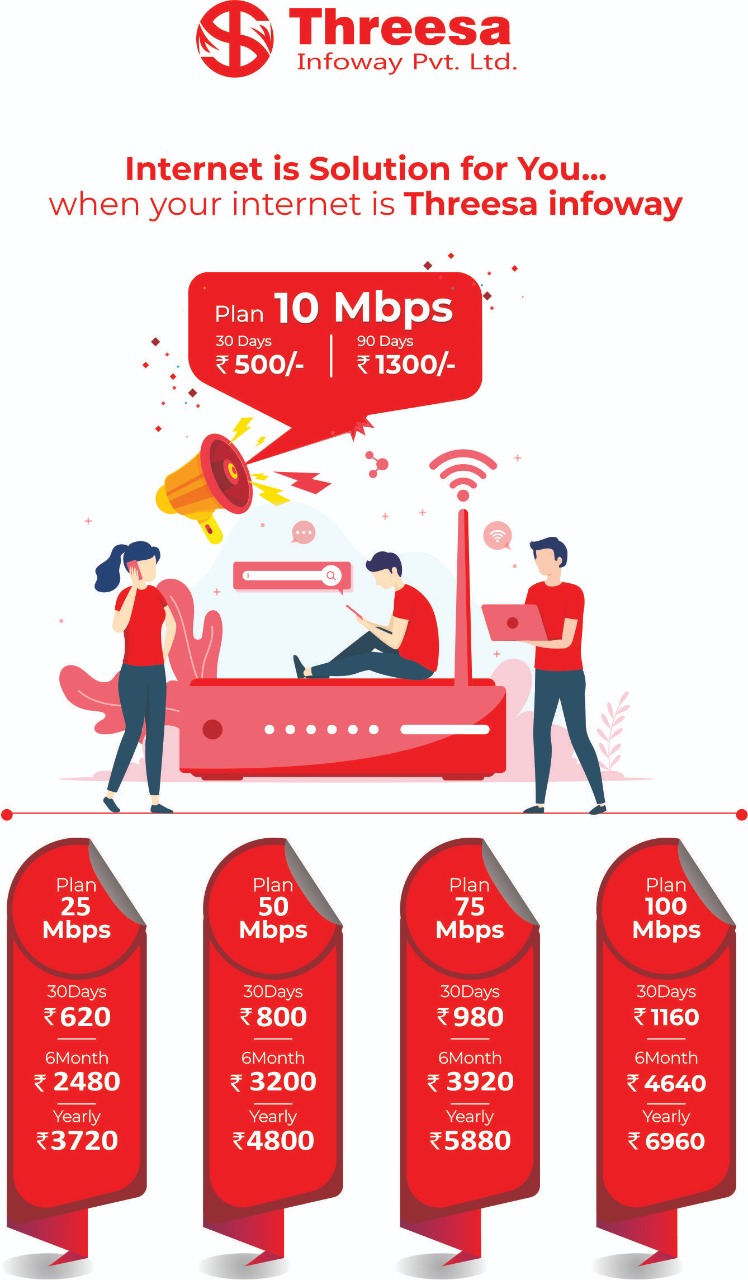 Threesa
Infoway Pvt. Ltd.
Internet is Solution for You...
when your internet is Threesa infoway
Plan 10 Mbps
30 Days
₹ 500/-
90 Days
₹ 1300/-
Plan
25
Mbps
30Days
₹ 620
6Month
₹ 2480
Yearly
₹3720
Plan
50
Mbps
30Days
₹ 800
6Month
₹ 3200
Yearly
₹4800
Plan
75
Mbps
30Days
₹ 980
6Month
₹ 3920
Yearly
₹5880
Plan
100
Mbps
30Days
₹ 1160
6Month
₹ 4640
Yearly
₹ 6960